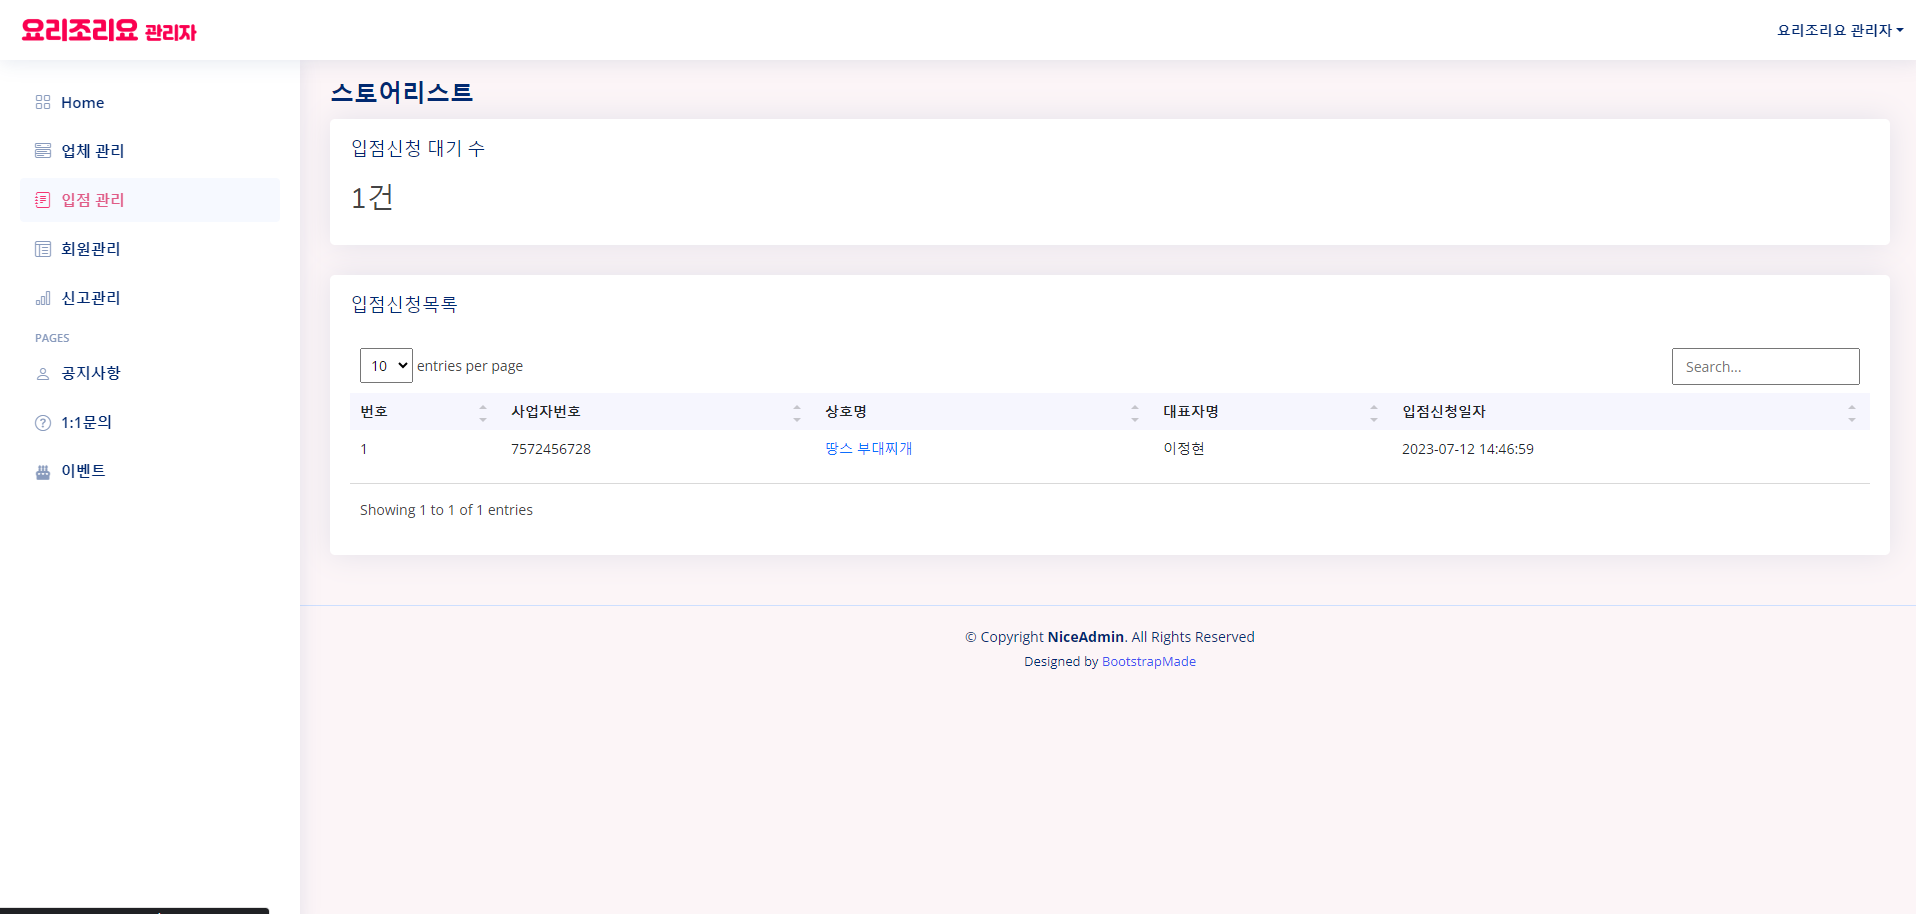 요리조리요 관리자
요리조리요 관리자
Home
업체 관리
입점 관리
회원관리
신고관리
PAGES
공지사항
1:1문의
이벤트
스토어리스트
입점신청 대기 수
1건
입점신청목록
10 entries per page
Search...
번호 사업자번호 상호명 대표자명 입점신청일자
1 7572456728 땅스 부대찌개 이정현 2023-07-12 14:46:59
Showing 1 to 1 of 1 entries
© Copyright NiceAdmin. All Rights Reserved
Designed by BootstrapMade